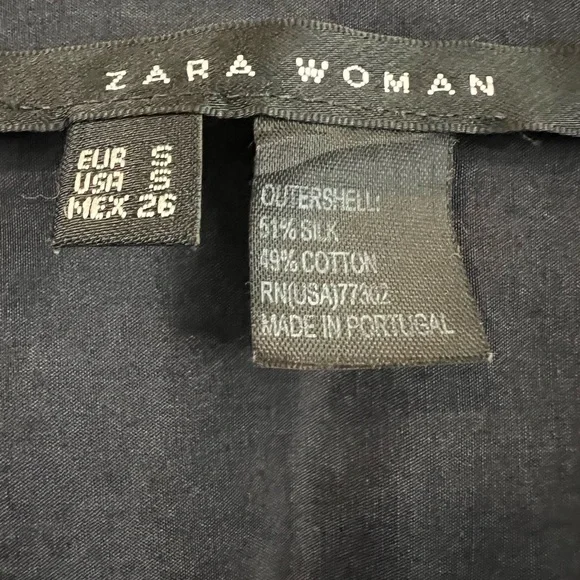 ZARA WOMAN
EUR S
USA S
MEX 26
OUTERSHELL:
51% SILK
49% COTTON
RN(USA)77302
MADE IN PORTUGAL